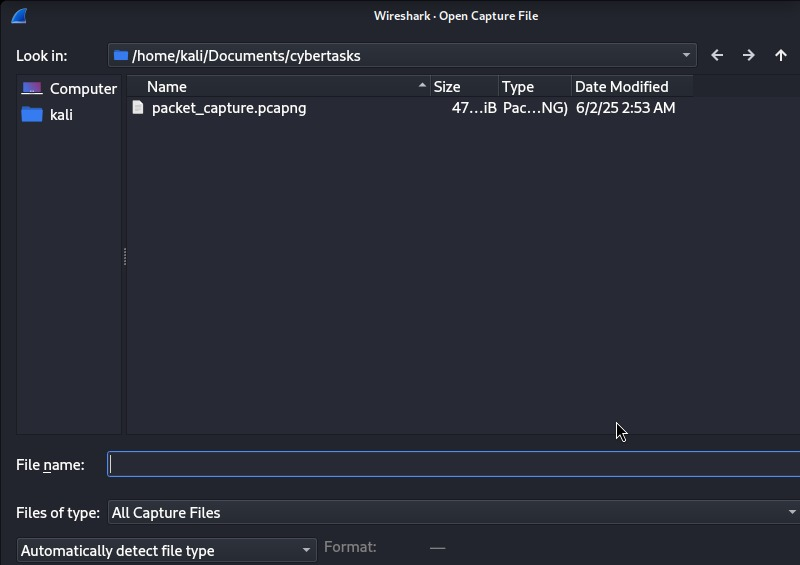 Wireshark · Open Capture File
Look in: /home/kali/Documents/cybertasks
Computer
kali
Name Size Type Date Modified
packet_capture.pcapng 47...iB Pac...NG) 6/2/25 2:53 AM
File name:
Files of type: All Capture Files
Automatically detect file type Format: —